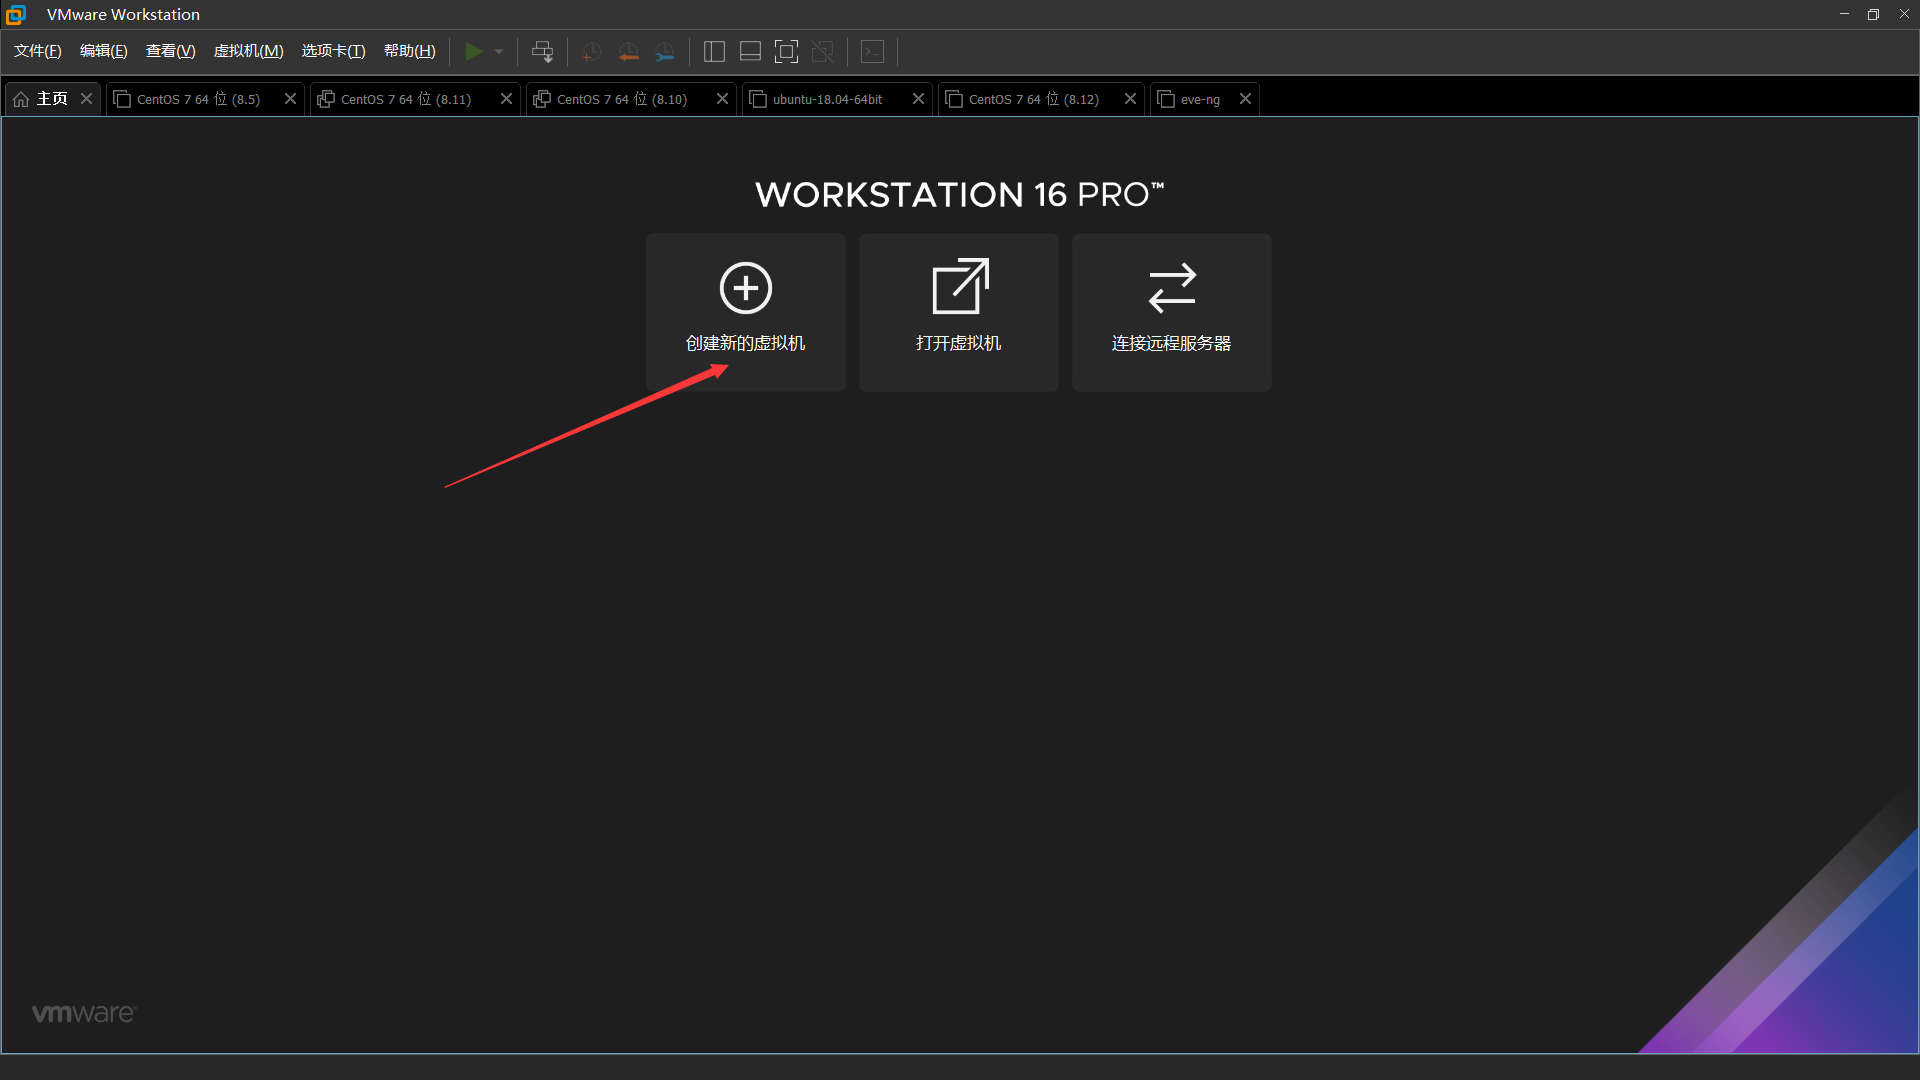 VMware Workstation
文件(F) 编辑(E) 查看(V) 虚拟机(M) 选项卡(T) 帮助(H)
主页 CentOS 7 64 位 (8.5) CentOS 7 64 位 (8.11) CentOS 7 64 位 (8.10) ubuntu-18.04-64bit CentOS 7 64 位 (8.12) eve-ng
WORKSTATION 16 PRO™
创建新的虚拟机 打开虚拟机 连接远程服务器
vmware